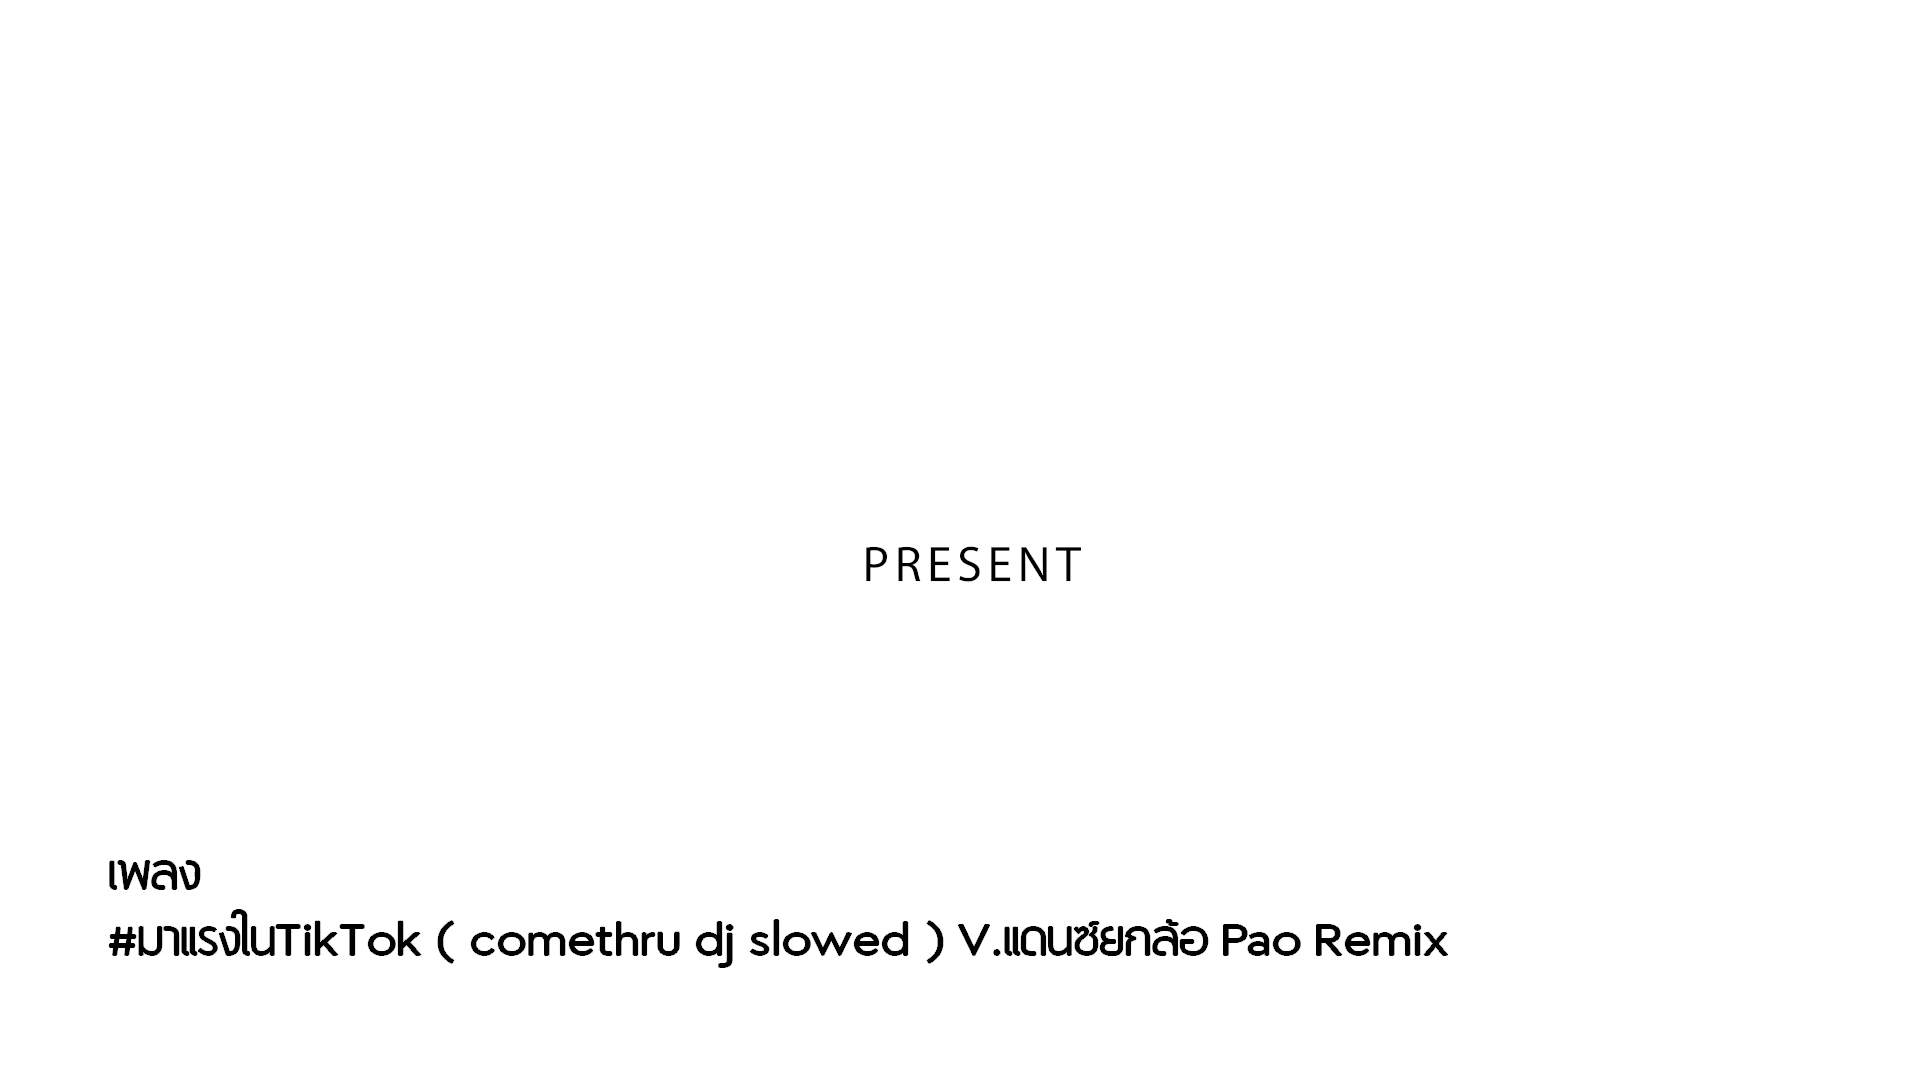 PRESENT
เพลง
#มาแรงในTikTok ( comethru dj slowed ) V.แดนซ์ยกล้อ Pao Remix